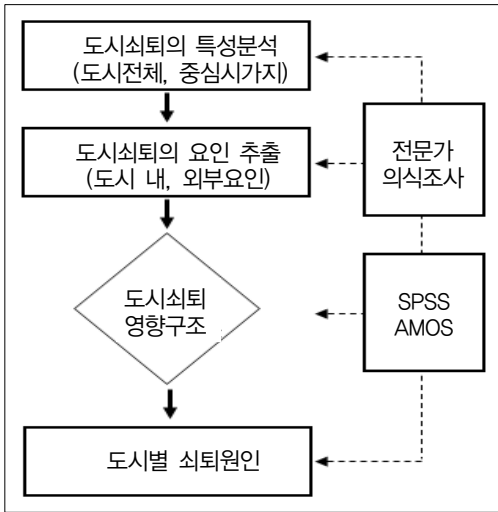 도시쇠퇴의 특성분석
(도시전체, 중심시가지)
도시쇠퇴의 요인 추출
(도시 내, 외부요인)
전문가
의식조사
도시쇠퇴
영향구조
SPSS
AMOS
도시별 쇠퇴원인